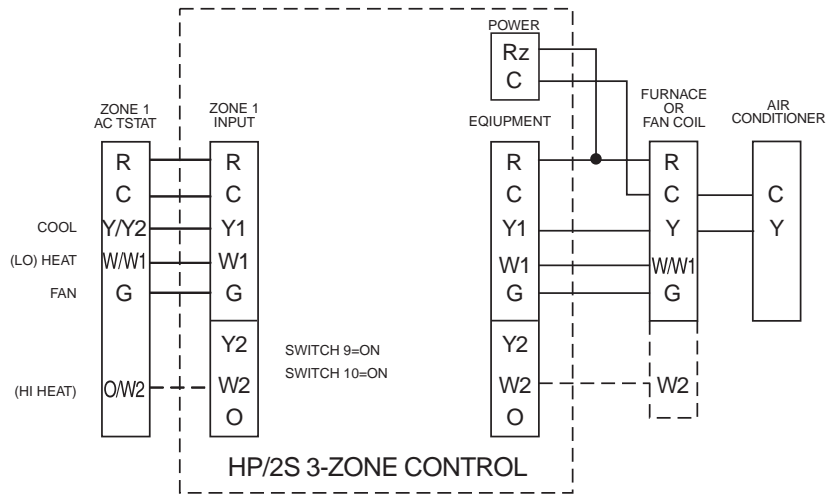 POWER
Rz
C
ZONE 1
AC TSTAT
ZONE 1
INPUT
EQIUPMENT
FURNACE
OR
FAN COIL
AIR
CONDITIONER
R
R
R
R
C
C
C
C
C
COOL
Y/Y2
Y1
Y1
Y
Y
(LO) HEAT
W/W1
W1
W1
W/W1
FAN
G
G
G
G
Y2
SWITCH 9=ON
Y2
SWITCH 10=ON
(HI HEAT)
O/W2
W2
W2
W2
O
O
HP/2S 3-ZONE CONTROL